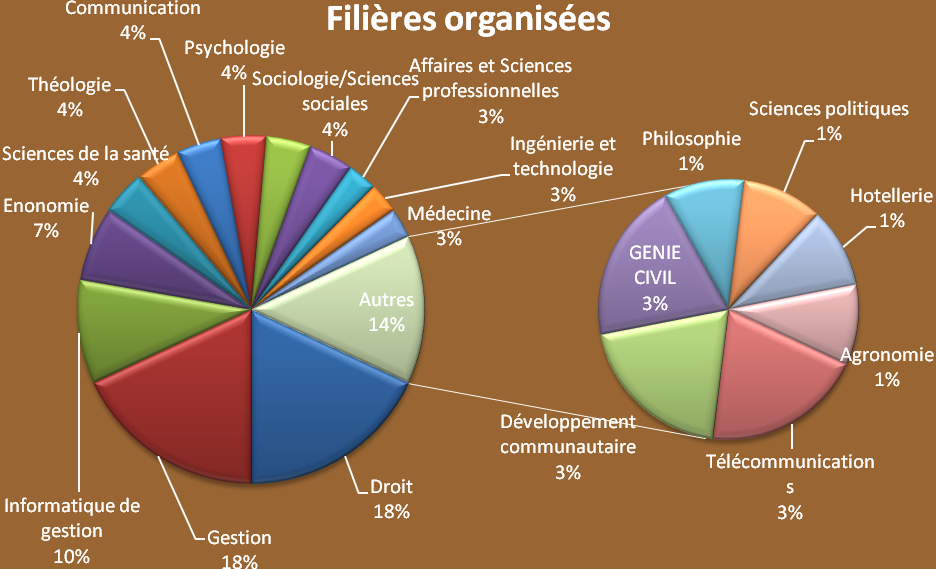 Filières organisées
Communication
4%
Psychologie
4%
Théologie
4%
Sociologie/Sciences
sociales
4%
Affaires et Sciences
professionnelles
3%
Sciences de la santé
4%
Ingénierie et
technologie
3%
Enonomie
7%
Médecine
3%
Autres
14%
Informatique de
gestion
10%
Gestion
18%
Droit
18%
Philosophie
1%
Sciences politiques
1%
Hotellerie
1%
GENIE
CIVIL
3%
Agronomie
1%
Développement
communautaire
3%
Télécommunication
s
3%